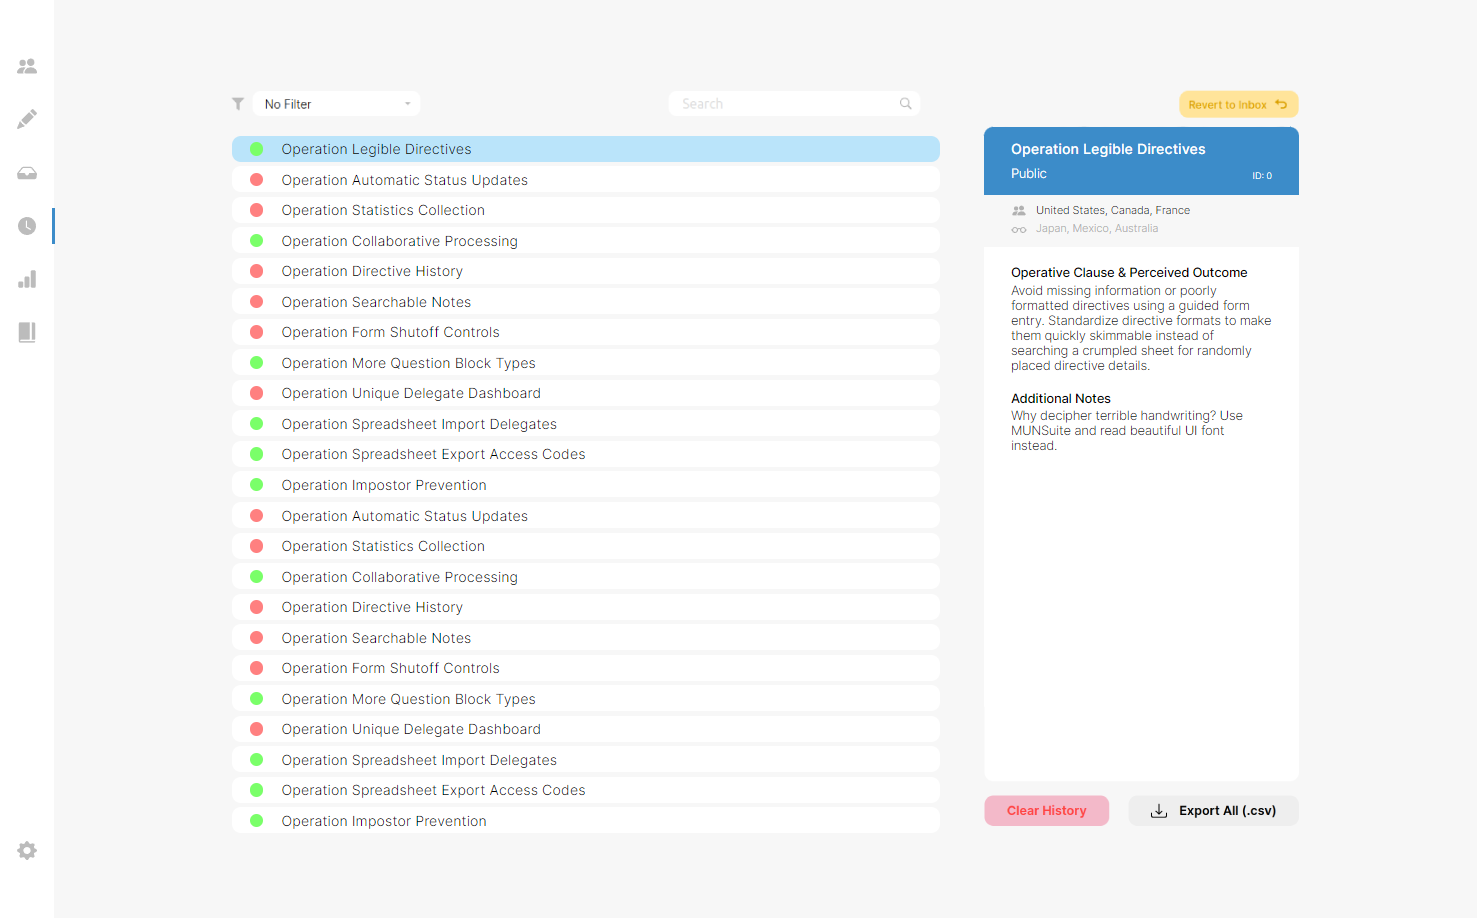 No Filter
Search
Revert to Inbox
Operation Legible Directives
Operation Automatic Status Updates
Operation Statistics Collection
Operation Collaborative Processing
Operation Directive History
Operation Searchable Notes
Operation Form Shutoff Controls
Operation More Question Block Types
Operation Unique Delegate Dashboard
Operation Spreadsheet Import Delegates
Operation Spreadsheet Export Access Codes
Operation Impostor Prevention
Operation Automatic Status Updates
Operation Statistics Collection
Operation Collaborative Processing
Operation Directive History
Operation Searchable Notes
Operation Form Shutoff Controls
Operation More Question Block Types
Operation Unique Delegate Dashboard
Operation Spreadsheet Import Delegates
Operation Spreadsheet Export Access Codes
Operation Impostor Prevention
Operation Legible Directives
Public
ID: 0
United States, Canada, France
Japan, Mexico, Australia
Operative Clause & Perceived Outcome
Avoid missing information or poorly
formatted directives using a guided form
entry. Standardize directive formats to make
them quickly skimmable instead of
searching a crumpled sheet for randomly
placed directive details.
Additional Notes
Why decipher terrible handwriting? Use
MUNSuite and read beautiful UI font
instead.
Clear History
Export All (.csv)